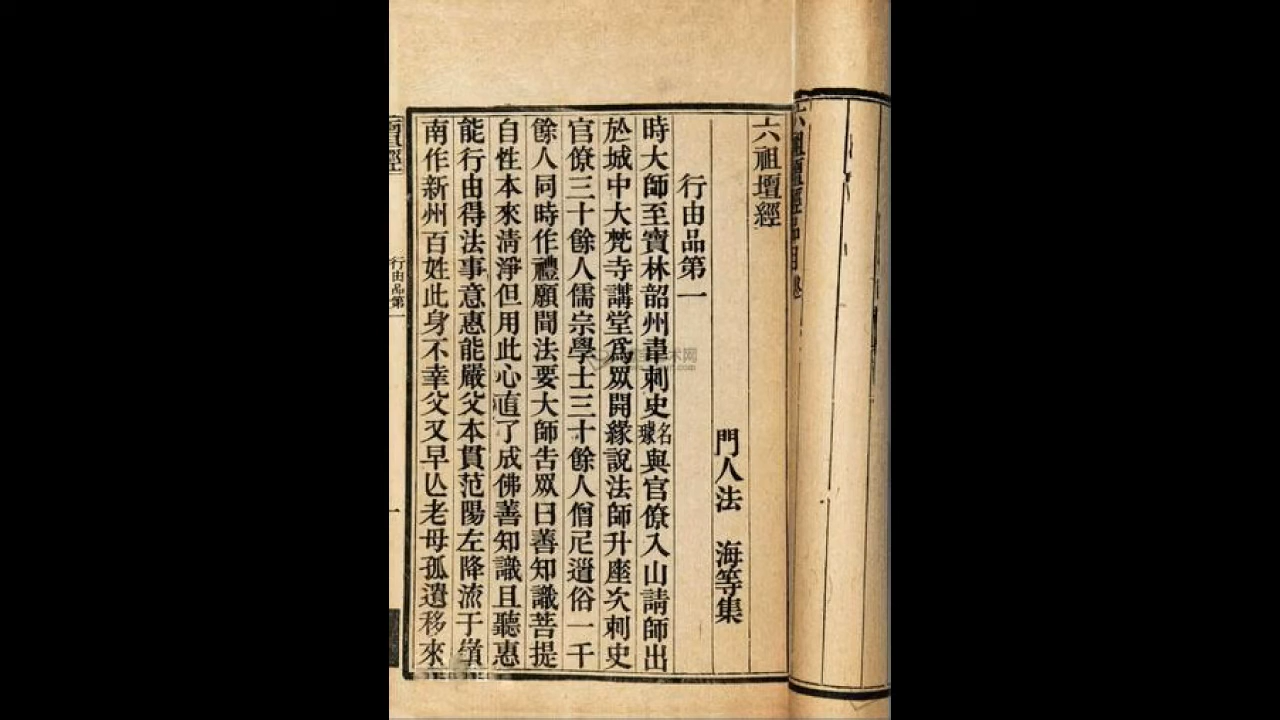 六祖壇經
門人法 海等集
行由品第一
時大師至寶林韶州韋刺史名璩與官僚入山請師出
於城中大梵寺講堂爲眾開緣說法師升座次刺史
官僚三十餘人儒宗學士三十餘人僧尼道俗一千
餘人同時作禮願聞法要大師告眾曰善知識菩提
自性本來清淨但用此心直了成佛善知識且聽惠
能行由得法事意惠能嚴父本貫范陽左降流于嶺
南作新州百姓此身不幸父又早亡老母孤遺移來
行由品第一